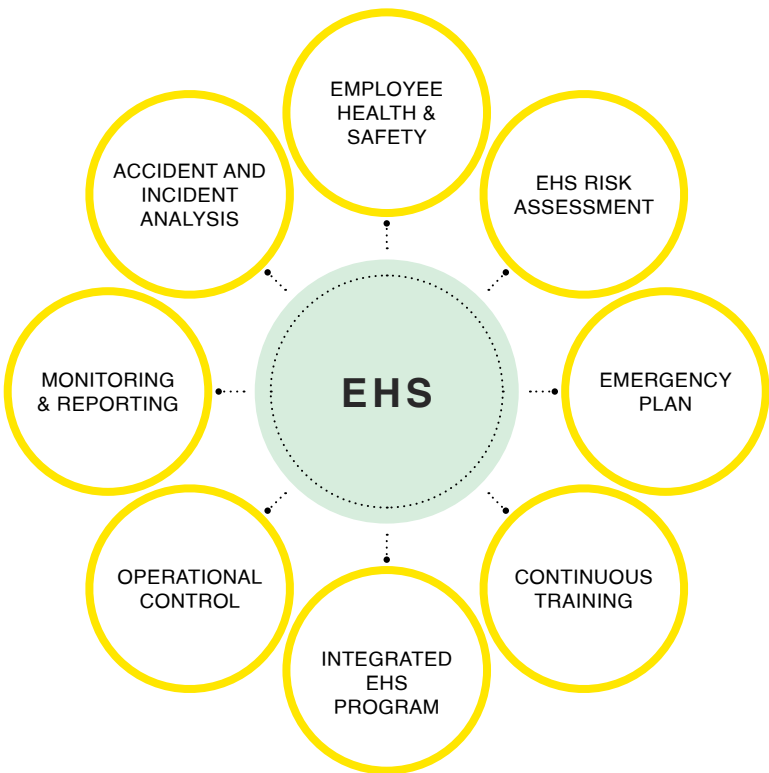 EMPLOYEE
HEALTH &
SAFETY
EHS RISK
ASSESSMENT
EMERGENCY
PLAN
CONTINUOUS
TRAINING
INTEGRATED
EHS
PROGRAM
OPERATIONAL
CONTROL
MONITORING
& REPORTING
ACCIDENT AND
INCIDENT
ANALYSIS
EHS